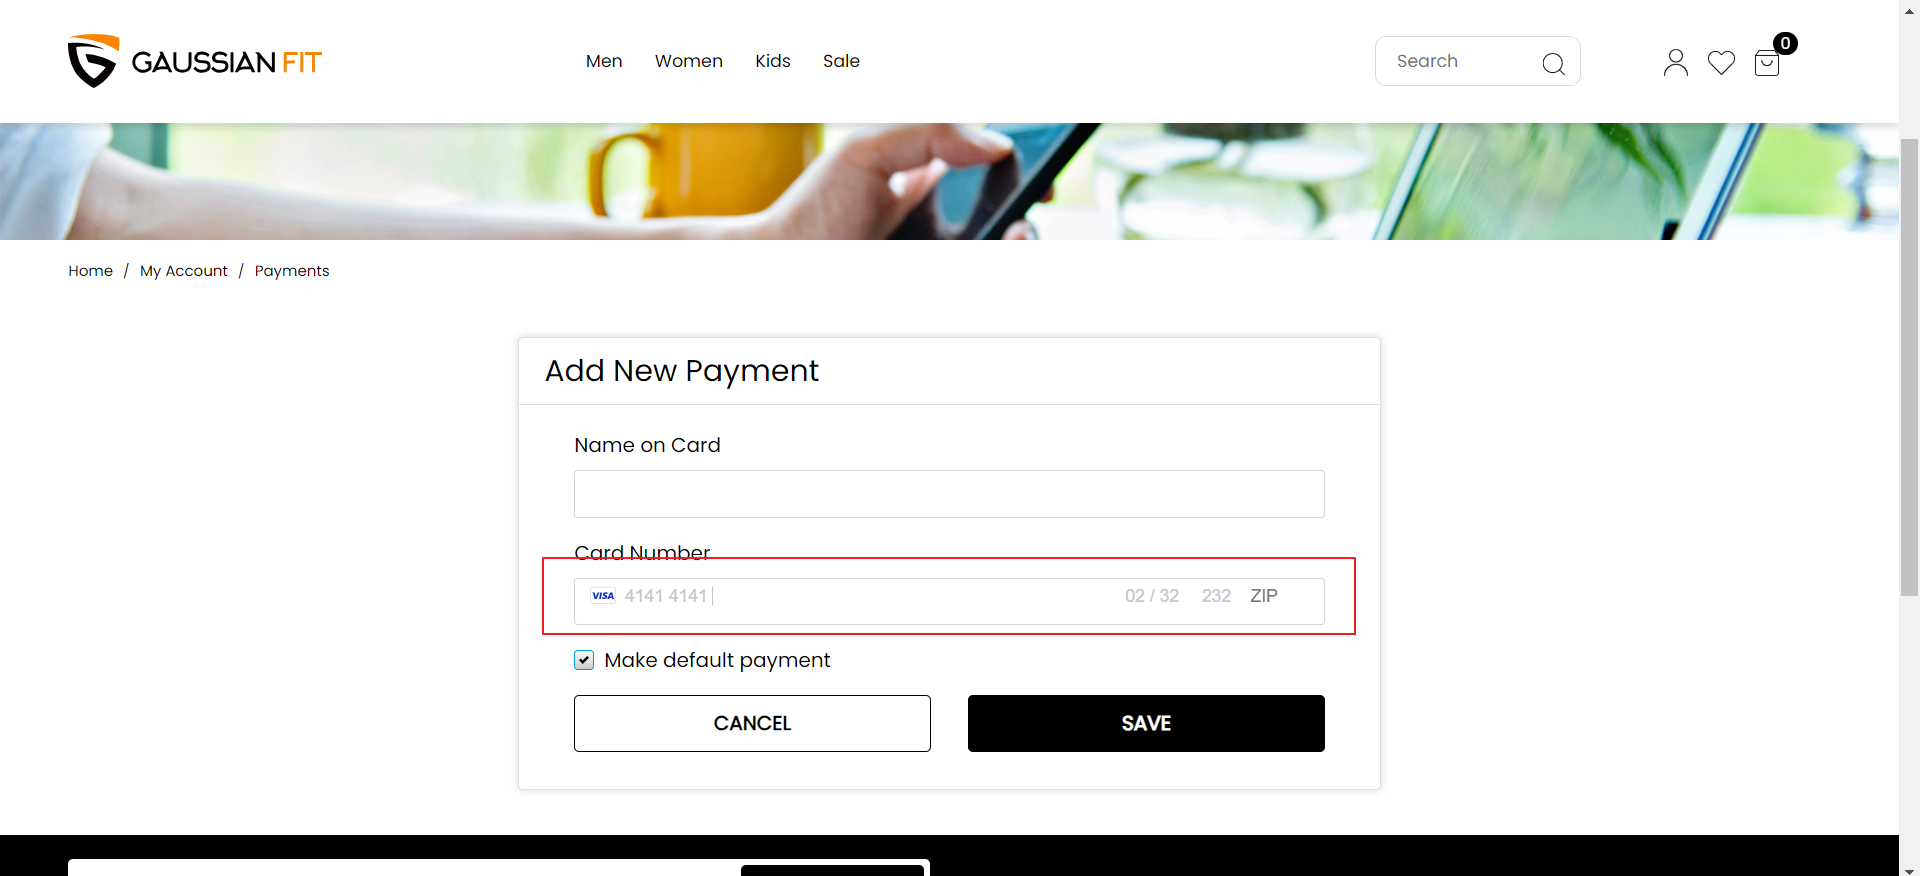 GAUSSIAN FIT
Men Women Kids Sale
Search
0
Home / My Account / Payments
Add New Payment
Name on Card
Card Number
VISA 4141 4141 02 / 32 232 ZIP
Make default payment
CANCEL SAVE